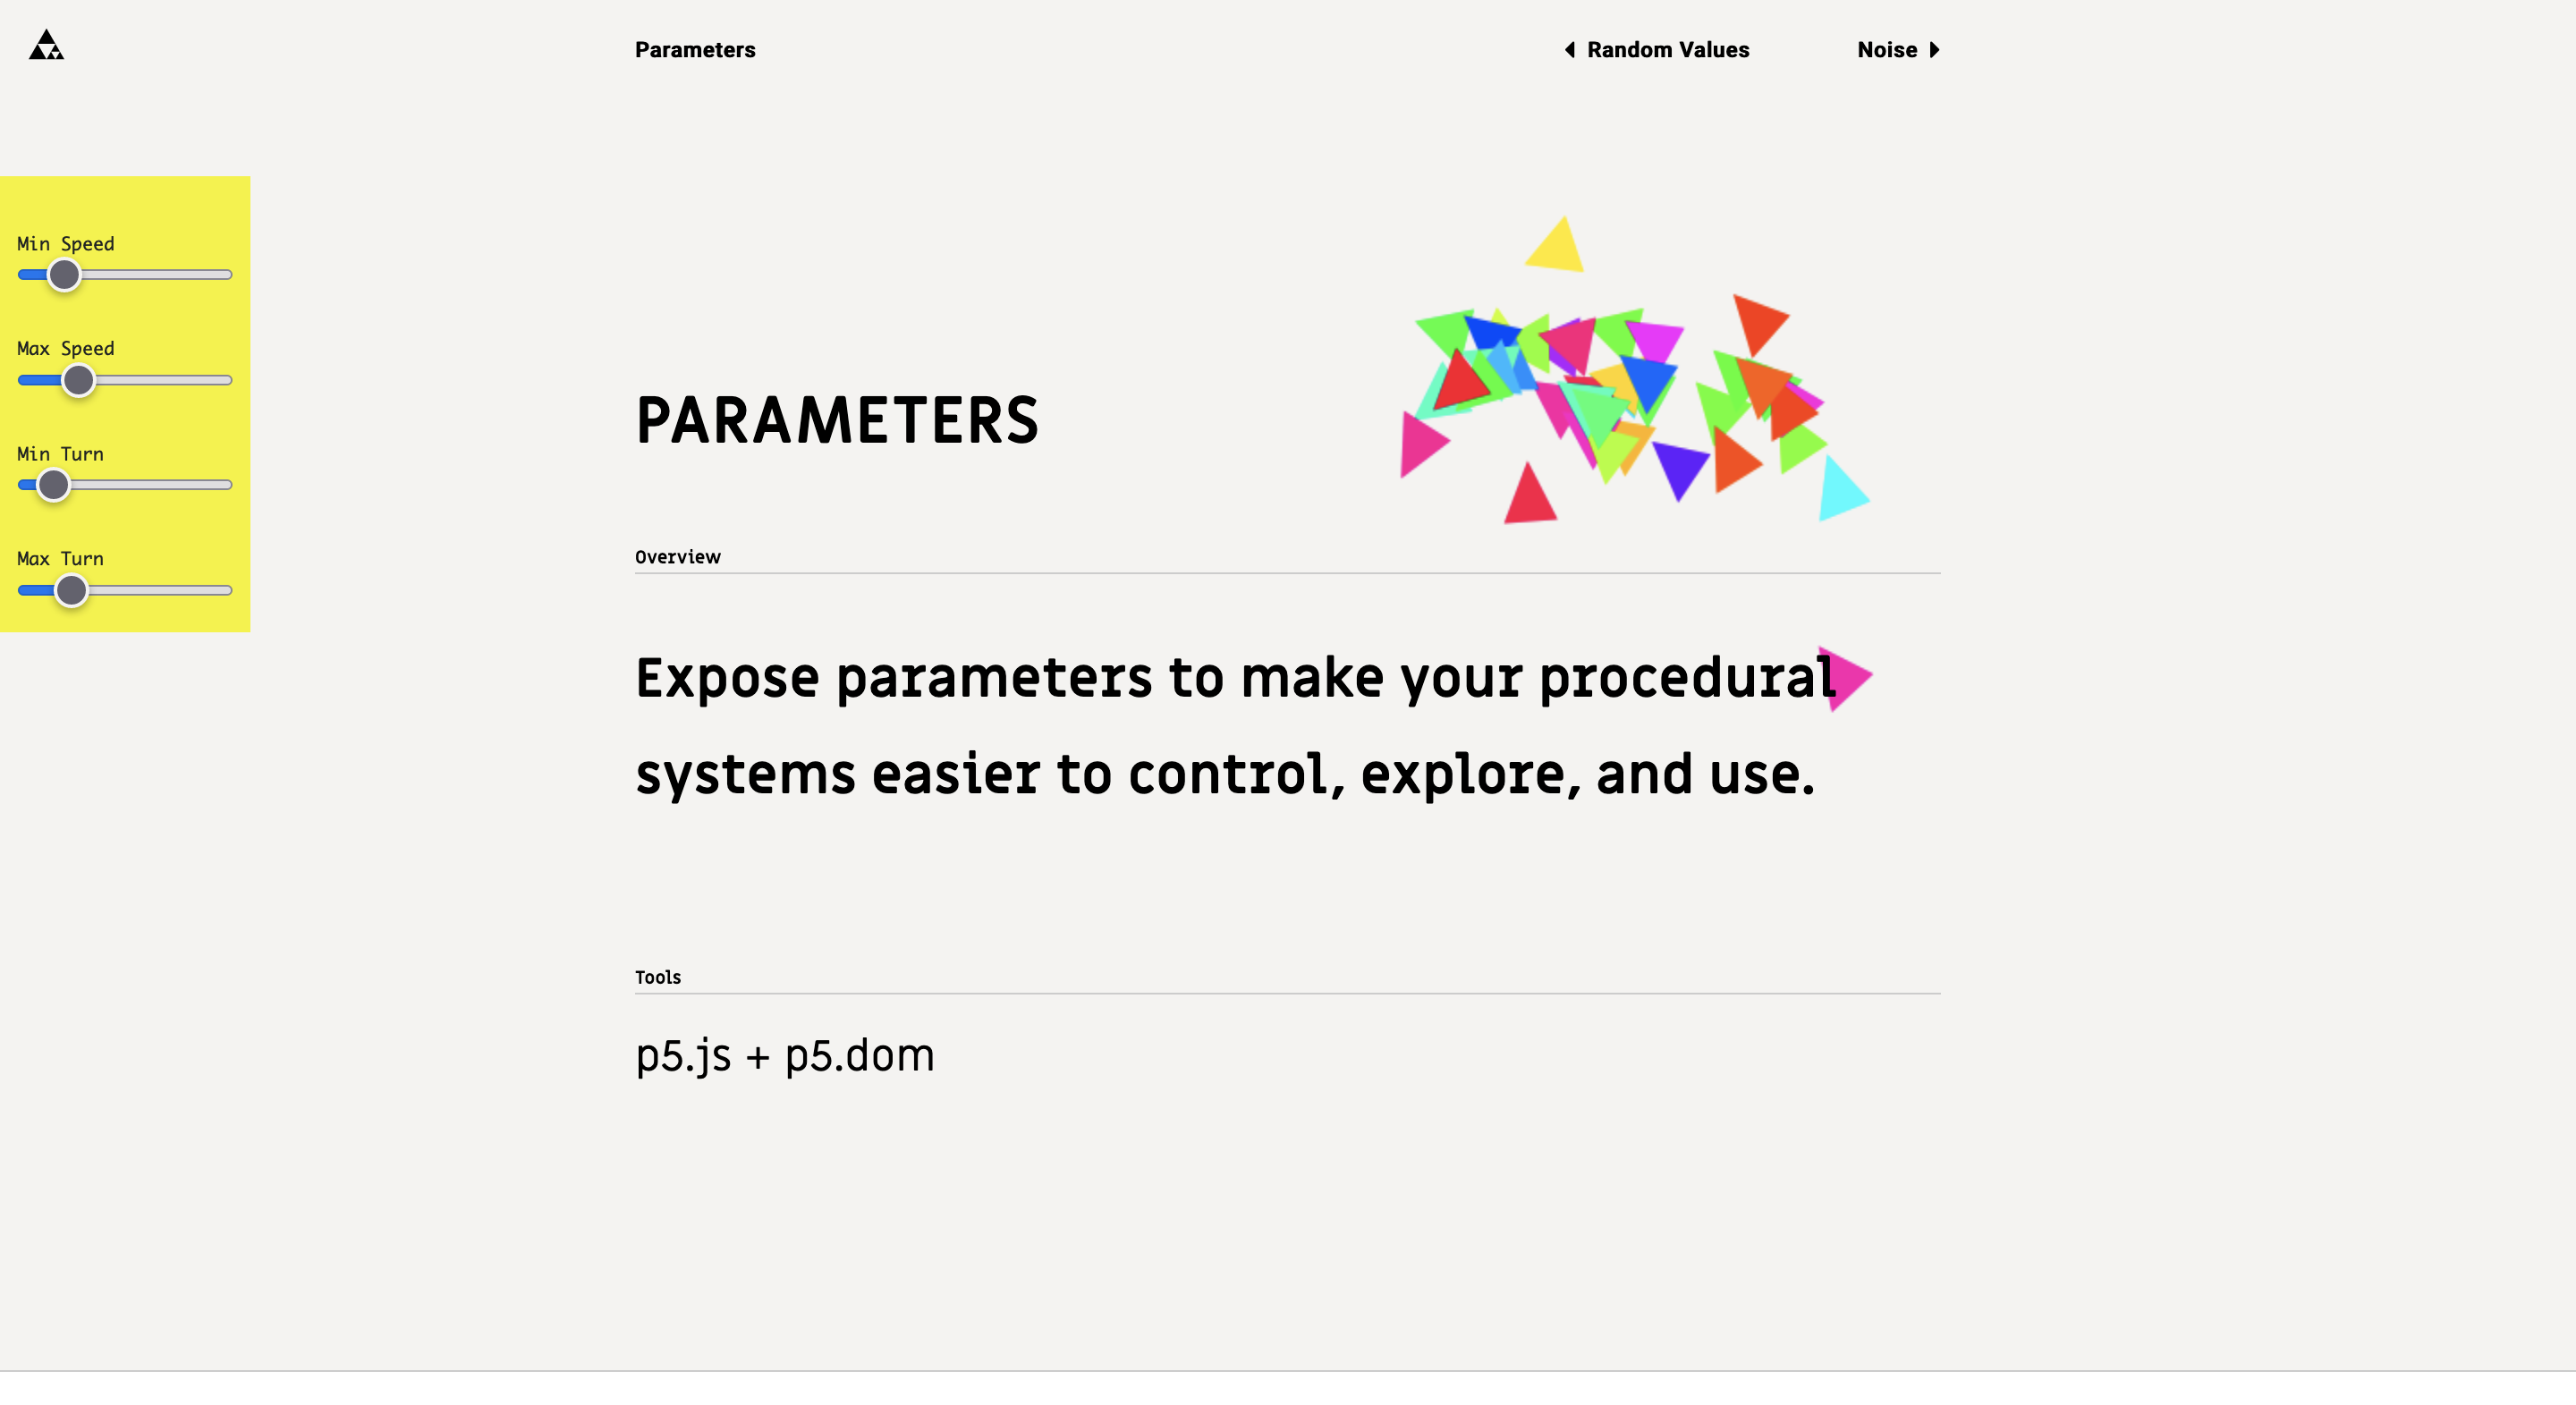 Parameters
Random Values
Noise
Min Speed
Max Speed
Min Turn
Max Turn
PARAMETERS
Overview
Expose parameters to make your procedural
systems easier to control, explore, and use.
Tools
p5.js + p5.dom